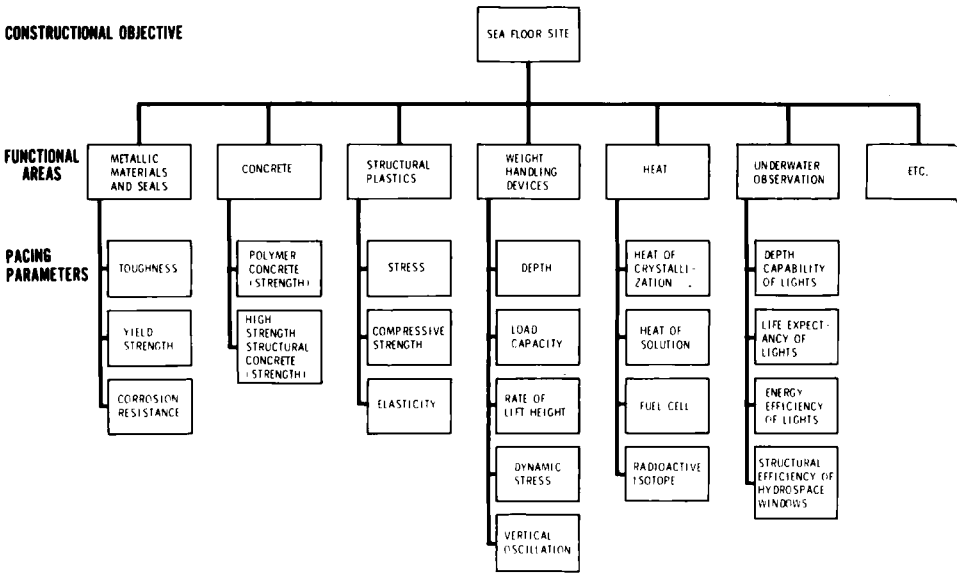 CONSTRUCTIONAL OBJECTIVE
SEA FLOOR SITE
FUNCTIONAL
AREAS
METALLIC
MATERIALS
AND SEALS
CONCRETE
STRUCTURAL
PLASTICS
WEIGHT
HANDLING
DEVICES
HEAT
UNDERWATER
OBSERVATION
ETC.
PACING
PARAMETERS
TOUGHNESS
YIELD
STRENGTH
CORROSION
RESISTANCE
POLYMER
CONCRETE
(STRENGTH)
HIGH
STRENGTH
STRUCTURAL
CONCRETE
(STRENGTH)
STRESS
COMPRESSIVE
STRENGTH
ELASTICITY
DEPTH
LOAD
CAPACITY
RATE OF
LIFT HEIGHT
DYNAMIC
STRESS
VERTICAL
OSCILLATION
HEAT OF
CRYSTALLI-
ZATION
HEAT OF
SOLUTION
FUEL CELL
RADIOACTIVE
ISOTOPE
DEPTH
CAPABILITY
OF LIGHTS
LIFE EXPECT-
ANCY OF
LIGHTS
ENERGY
EFFICIENCY
OF LIGHTS
STRUCTURAL
EFFICIENCY OF
HYDROSPACE
WINDOWS